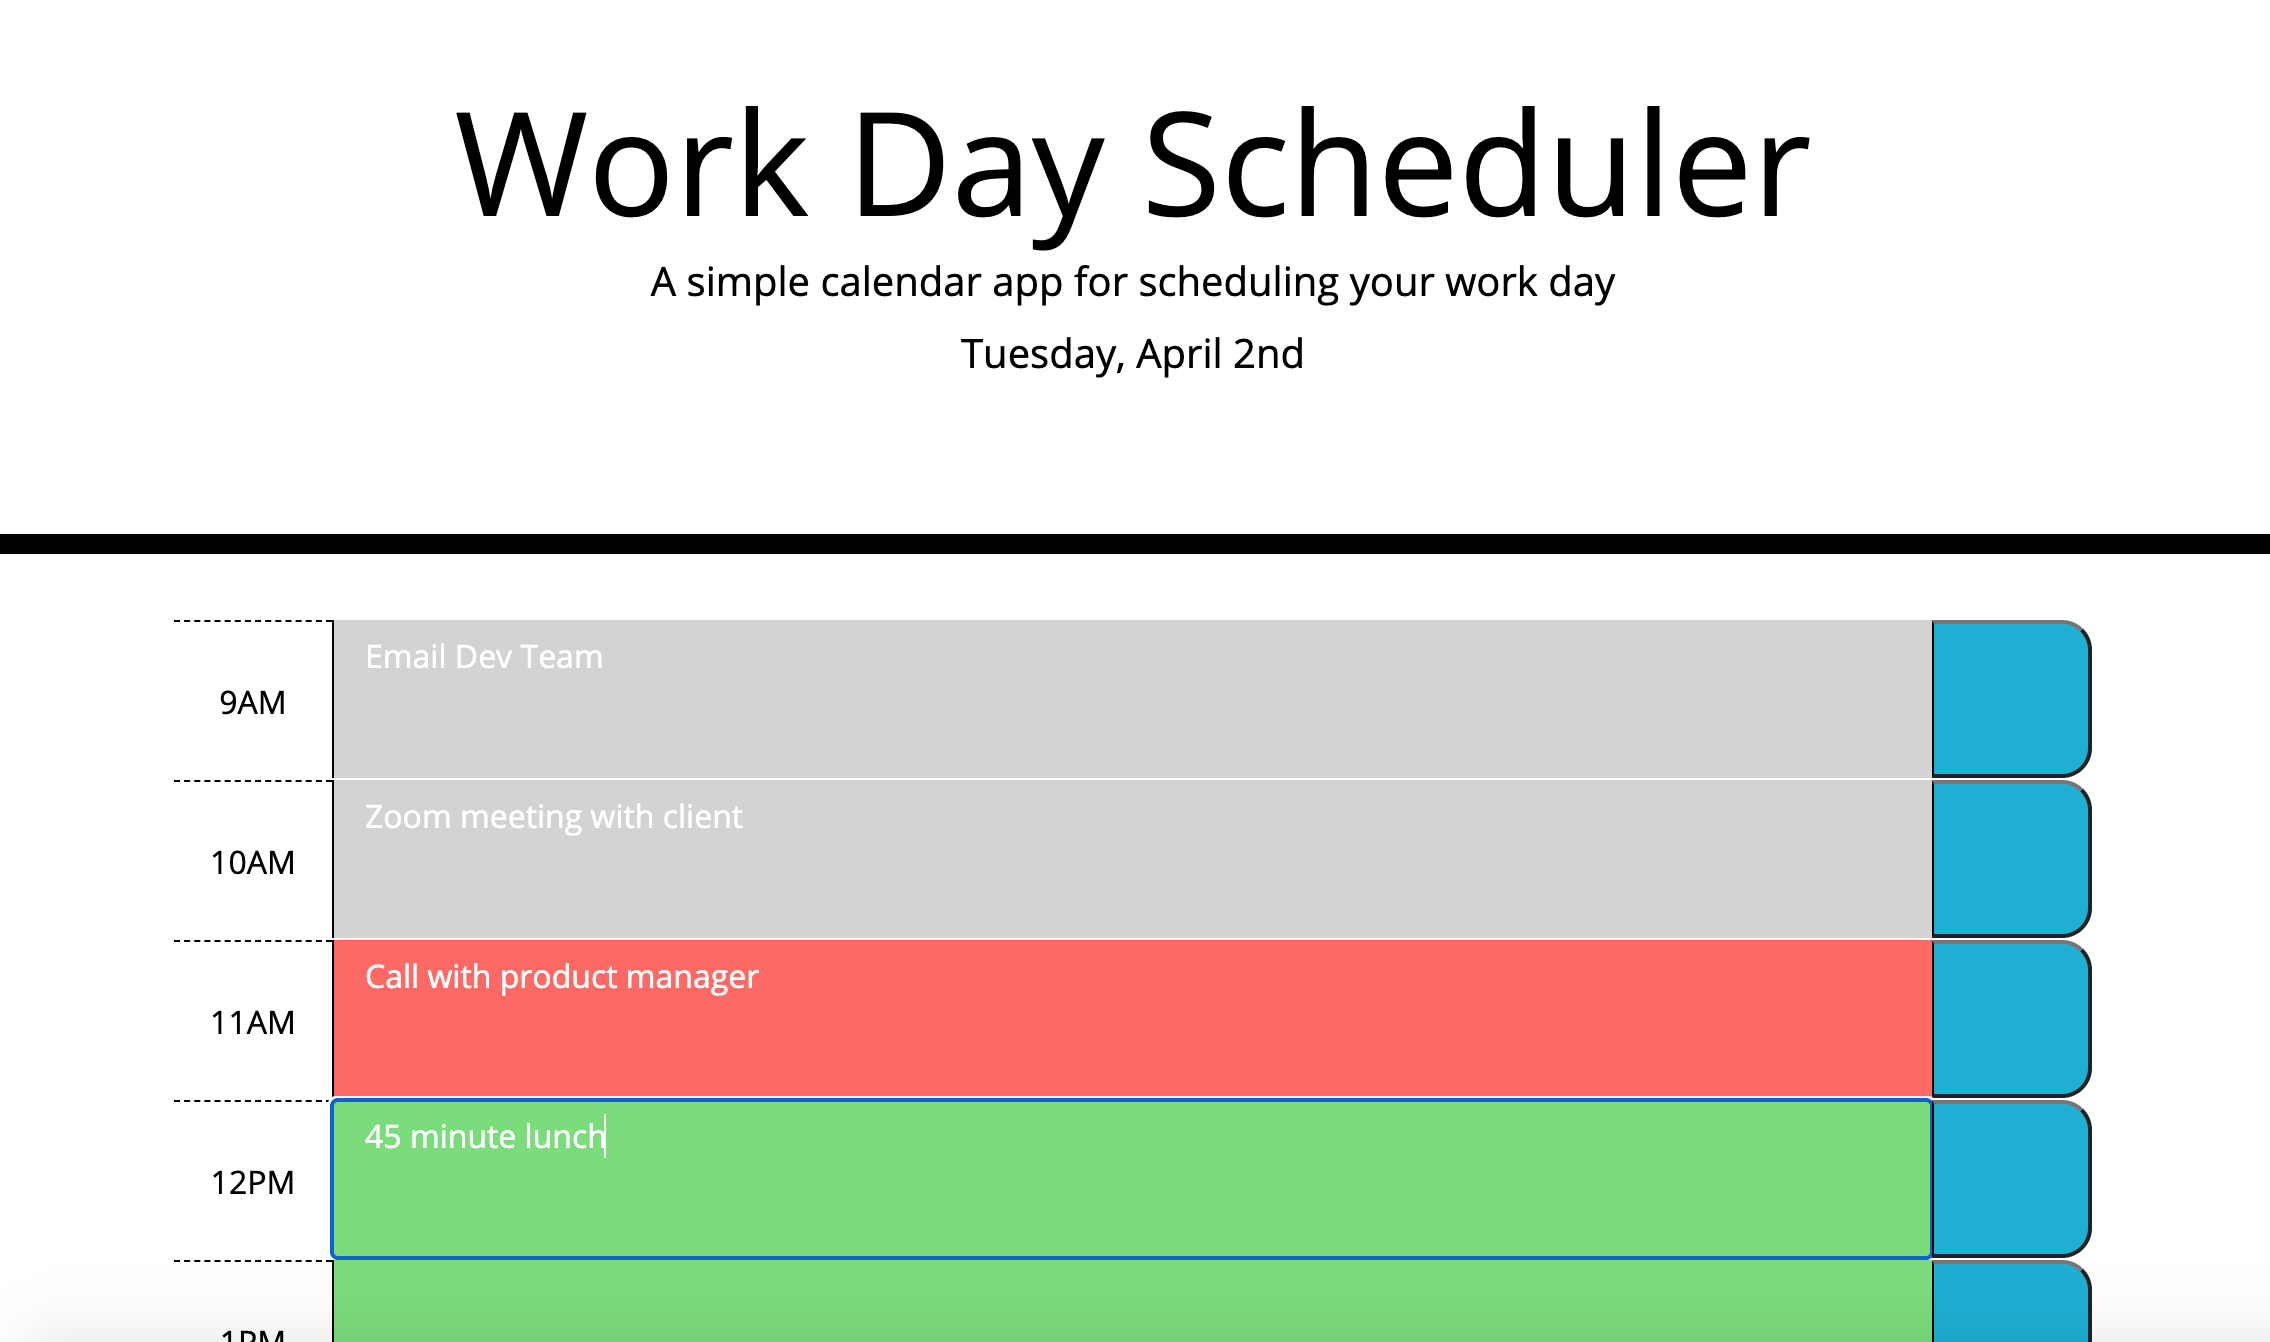 Work Day Scheduler
A simple calendar app for scheduling your work day
Tuesday, April 2nd
9AM
Email Dev Team
10AM
Zoom meeting with client
11AM
Call with product manager
12PM
45 minute lunch
1PM